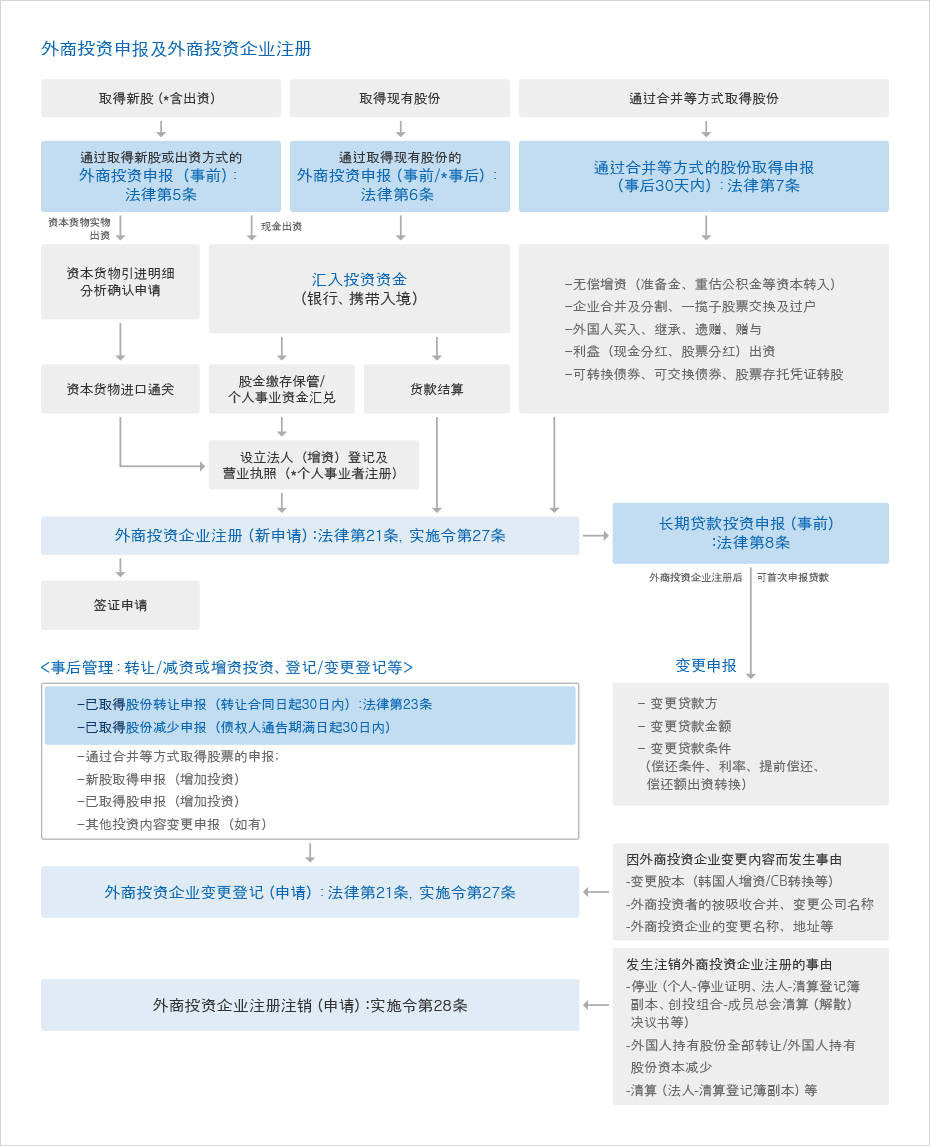 外商投资申报及外商投资企业注册
取得新股 (*含出资)
取得现有股份
通过合并等方式取得股份
通过取得新股或出资方式的
外商投资申报（事前）:
法律第5条
通过取得现有股份的
外商投资申报 (事前/*事后) :
法律第6条
通过合并等方式的股份取得申报
(事后30天内) : 法律第7条
资本货物实物
出资
现金出资
资本货物引进明细
分析确认申请
汇入投资资金
(银行、携带入境)
–无偿增资（准备金、重估公积金等资本转入）
–企业合并及分割、一揽子股票交换及过户
–外国人买入、继承、遗赠、赠与
–利益（现金分红、股票分红）出资
–可转换债券、可交换债券、股票存托凭证转股
资本货物进口通关
股金缴存保管/
个人事业资金汇兑
货款结算
设立法人（增资）登记及
营业执照（*个人事业者注册）
外商投资企业注册 (新申请) :法律第21条, 实施令第27条
长期贷款投资申报 (事前)
:法律第8条
签证申请
外商投资企业注册后
可首次申报贷款
<事后管理 : 转让/减资或增资投资、登记/变更登记等>
变更申报
–已取得股份转让申报（转让合同日起30日内）:法律第23条
–已取得股份减少申报（债权人通告期满日起30日内）
–通过合并等方式取得股票的申报;
–新股取得申报（增加投资）
–已取得股申报（增加投资）
–其他投资内容变更申报（如有）
– 变更贷款方
– 变更贷款金额
– 变更贷款条件
（偿还条件、利率、提前偿还、
偿还额出资转换）
外商投资企业变更登记 (申请) : 法律第21条, 实施令第27条
因外商投资企业变更内容而发生事由
-变更股本（韩国人增资/CB转换等）
-外商投资者的被吸收合并、变更公司名称
-外商投资企业的变更名称、地址等
外商投资企业注册注销 (申请) :实施令第28条
发生注销外商投资企业注册的事由
-停业 (个人-停业证明、法人-清算登记簿
副本、创投组合-成员总会清算 (解散)
决议书等)
-外国人持有股份全部转让/外国人持有
股份资本减少
-清算 (法人-清算登记簿副本) 等